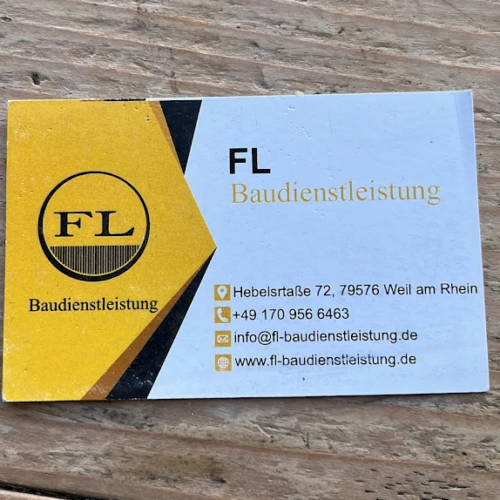 FL
Baudienstleistung
FL
Baudienstleistung
Hebelsrtaße 72, 79576 Weil am Rhein
+49 170 956 6463
info@fl-baudienstleistung.de
www.fl-baudienstleistung.de